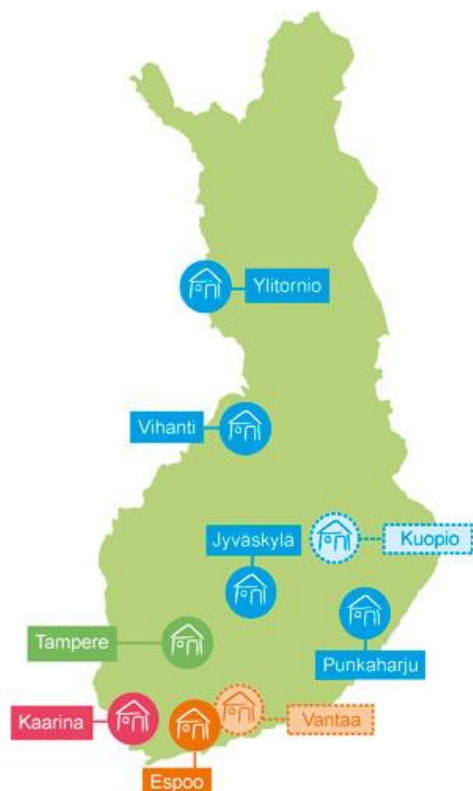 Ylitornio
Vihanti
Jyväskylä
Kuopio
Tampere
Punkaharju
Kaarina
Vantaa
Espoo